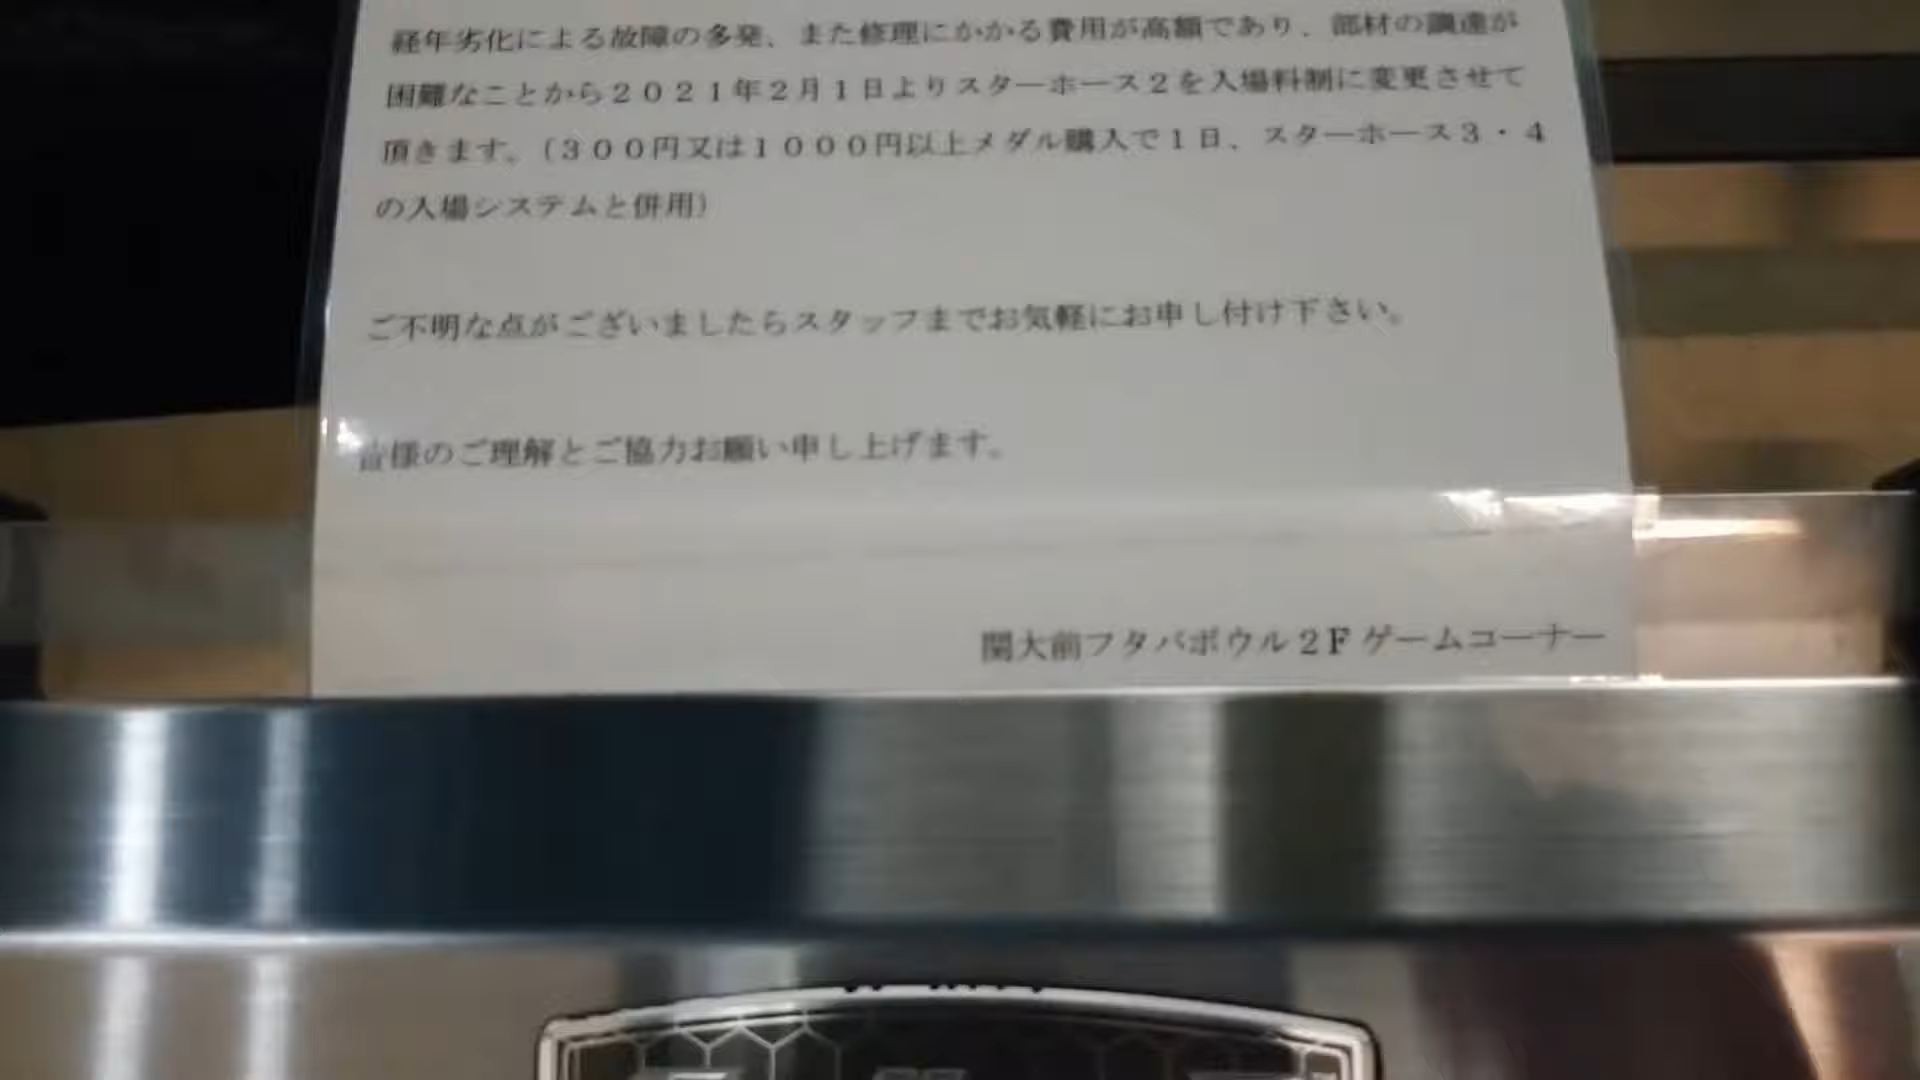 経年劣化による故障の多発、また修理にかかる費用が高額であり、部材の調達が
困難なことから２０２１年２月１日よりスターホース２を入場料制に変更させて
頂きます。（３００円又は１０００円以上メダル購入で１日、スターホース３・４
の入場システムと併用）
ご不明な点がございましたらスタッフまでお気軽にお申し付け下さい。
皆様のご理解とご協力お願い申し上げます。
関大前フタバボウル２Ｆゲームコーナー